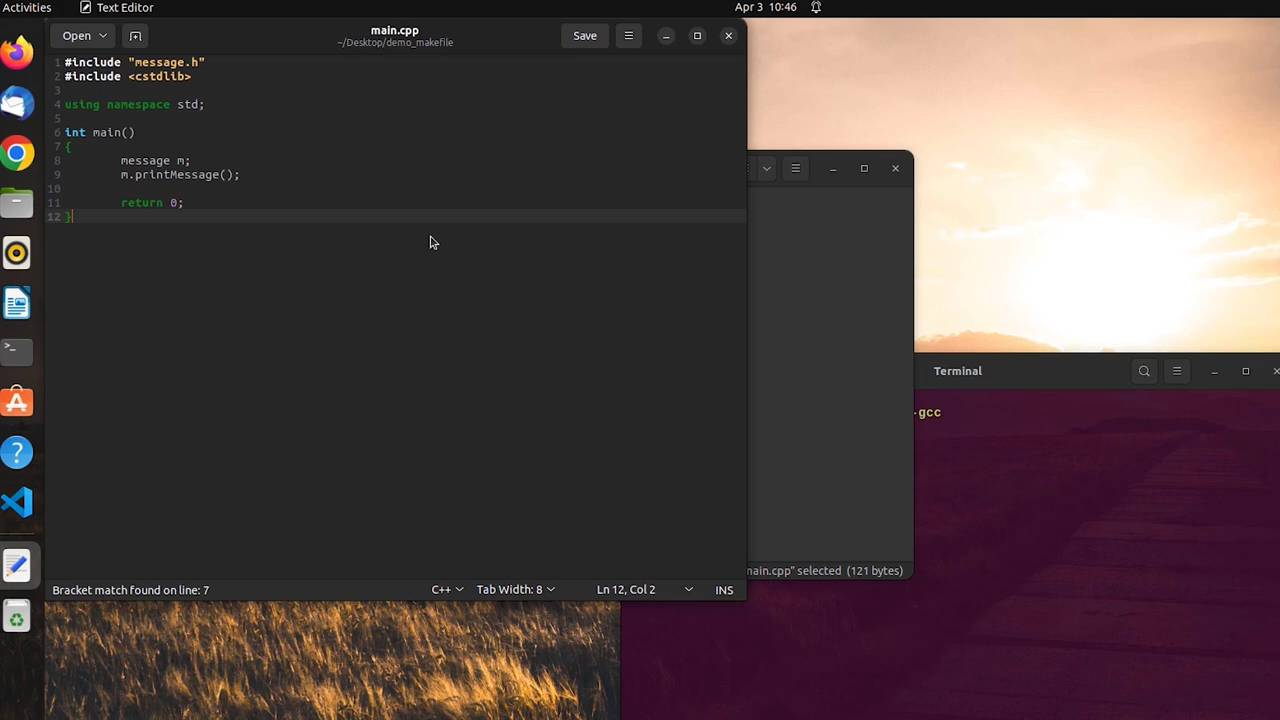 Activities Text Editor Apr 3 10:46
Open main.cpp Save
~/Desktop/demo_makefile
1 #include "message.h"
2 #include <cstdlib>
3
4 using namespace std;
5
6 int main()
7 {
8 message m;
9 m.printMessage();
10
11 return 0;
12 }
Bracket match found on line: 7 C++ Tab Width: 8 Ln 12, Col 2 INS
main.cpp” selected (121 bytes)
Terminal
-gcc